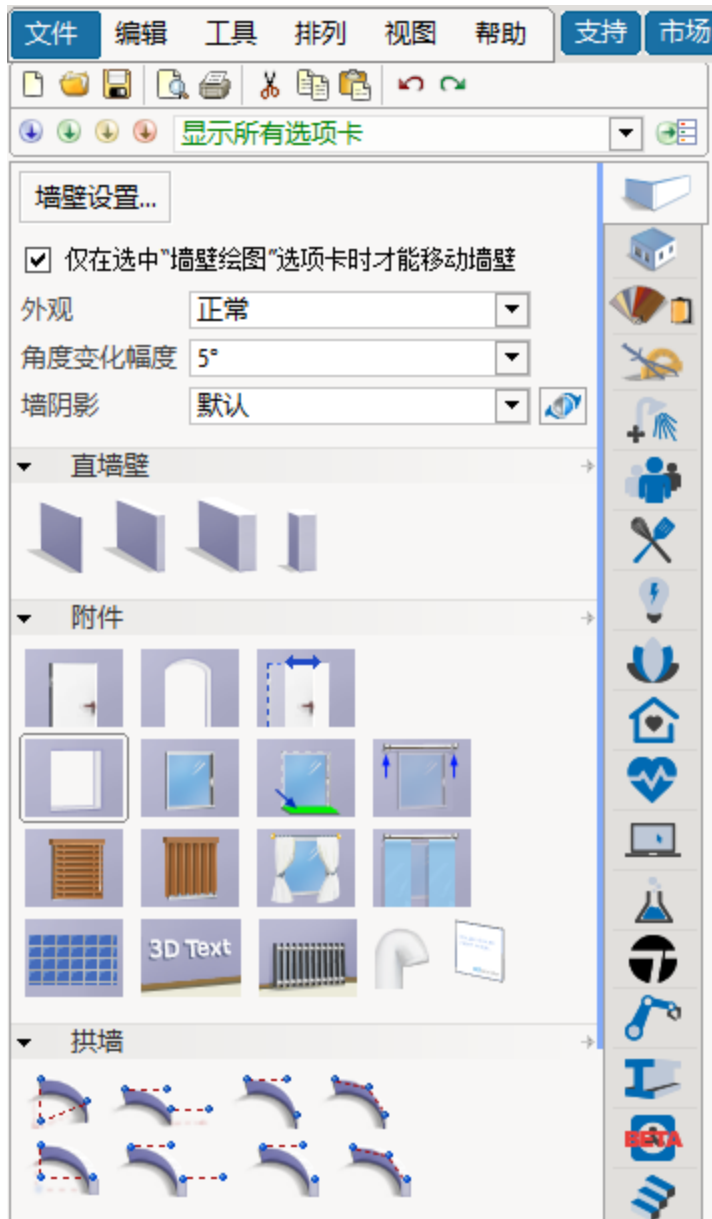 文件 编辑 工具 排列 视图 帮助 支持 市场
显示所有选项卡
墙壁设置...
仅在选中"墙壁绘图"选项卡时才能移动墙壁
外观 正常
角度变化幅度 5°
墙阴影 默认
直墙壁
附件
3D Text
拱墙
BETA